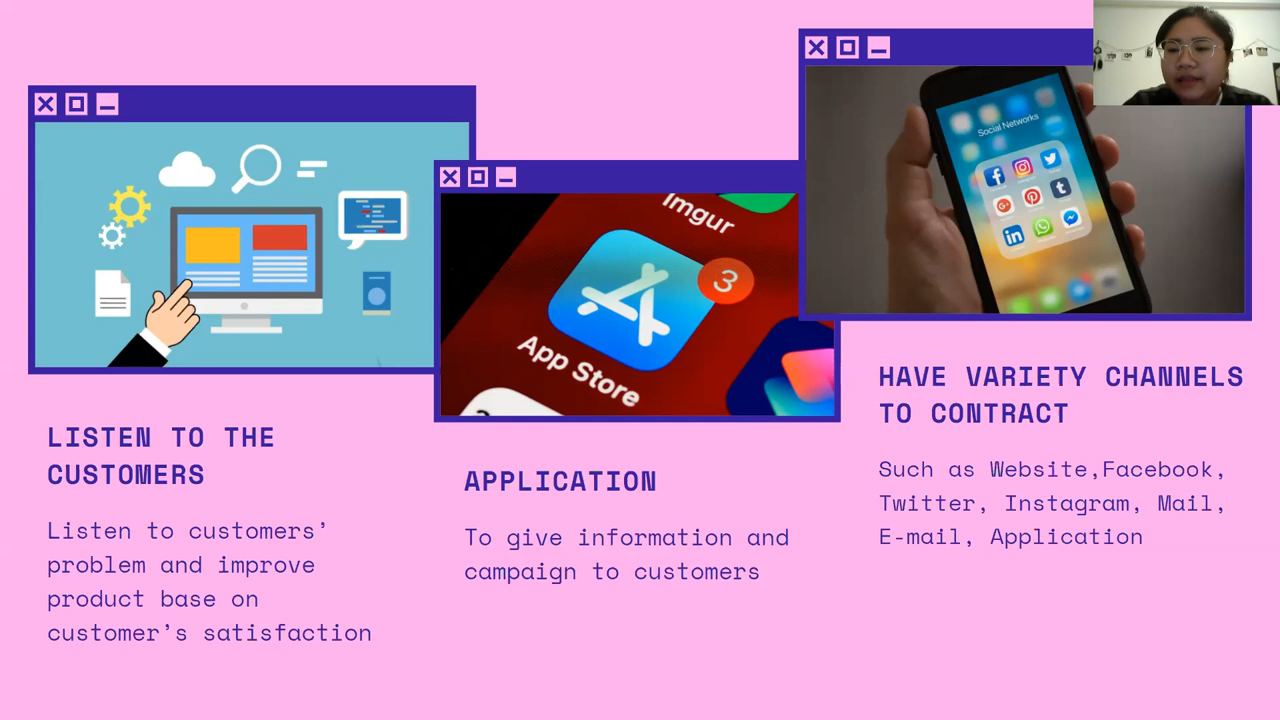 LISTEN TO THE
CUSTOMERS
Listen to customers’
problem and improve
product base on
customer’s satisfaction
Imgur
3
App Store
APPLICATION
To give information and
campaign to customers
Social Networks
HAVE VARIETY CHANNELS
TO CONTRACT
Such as Website,Facebook,
Twitter, Instagram, Mail,
E-mail, Application